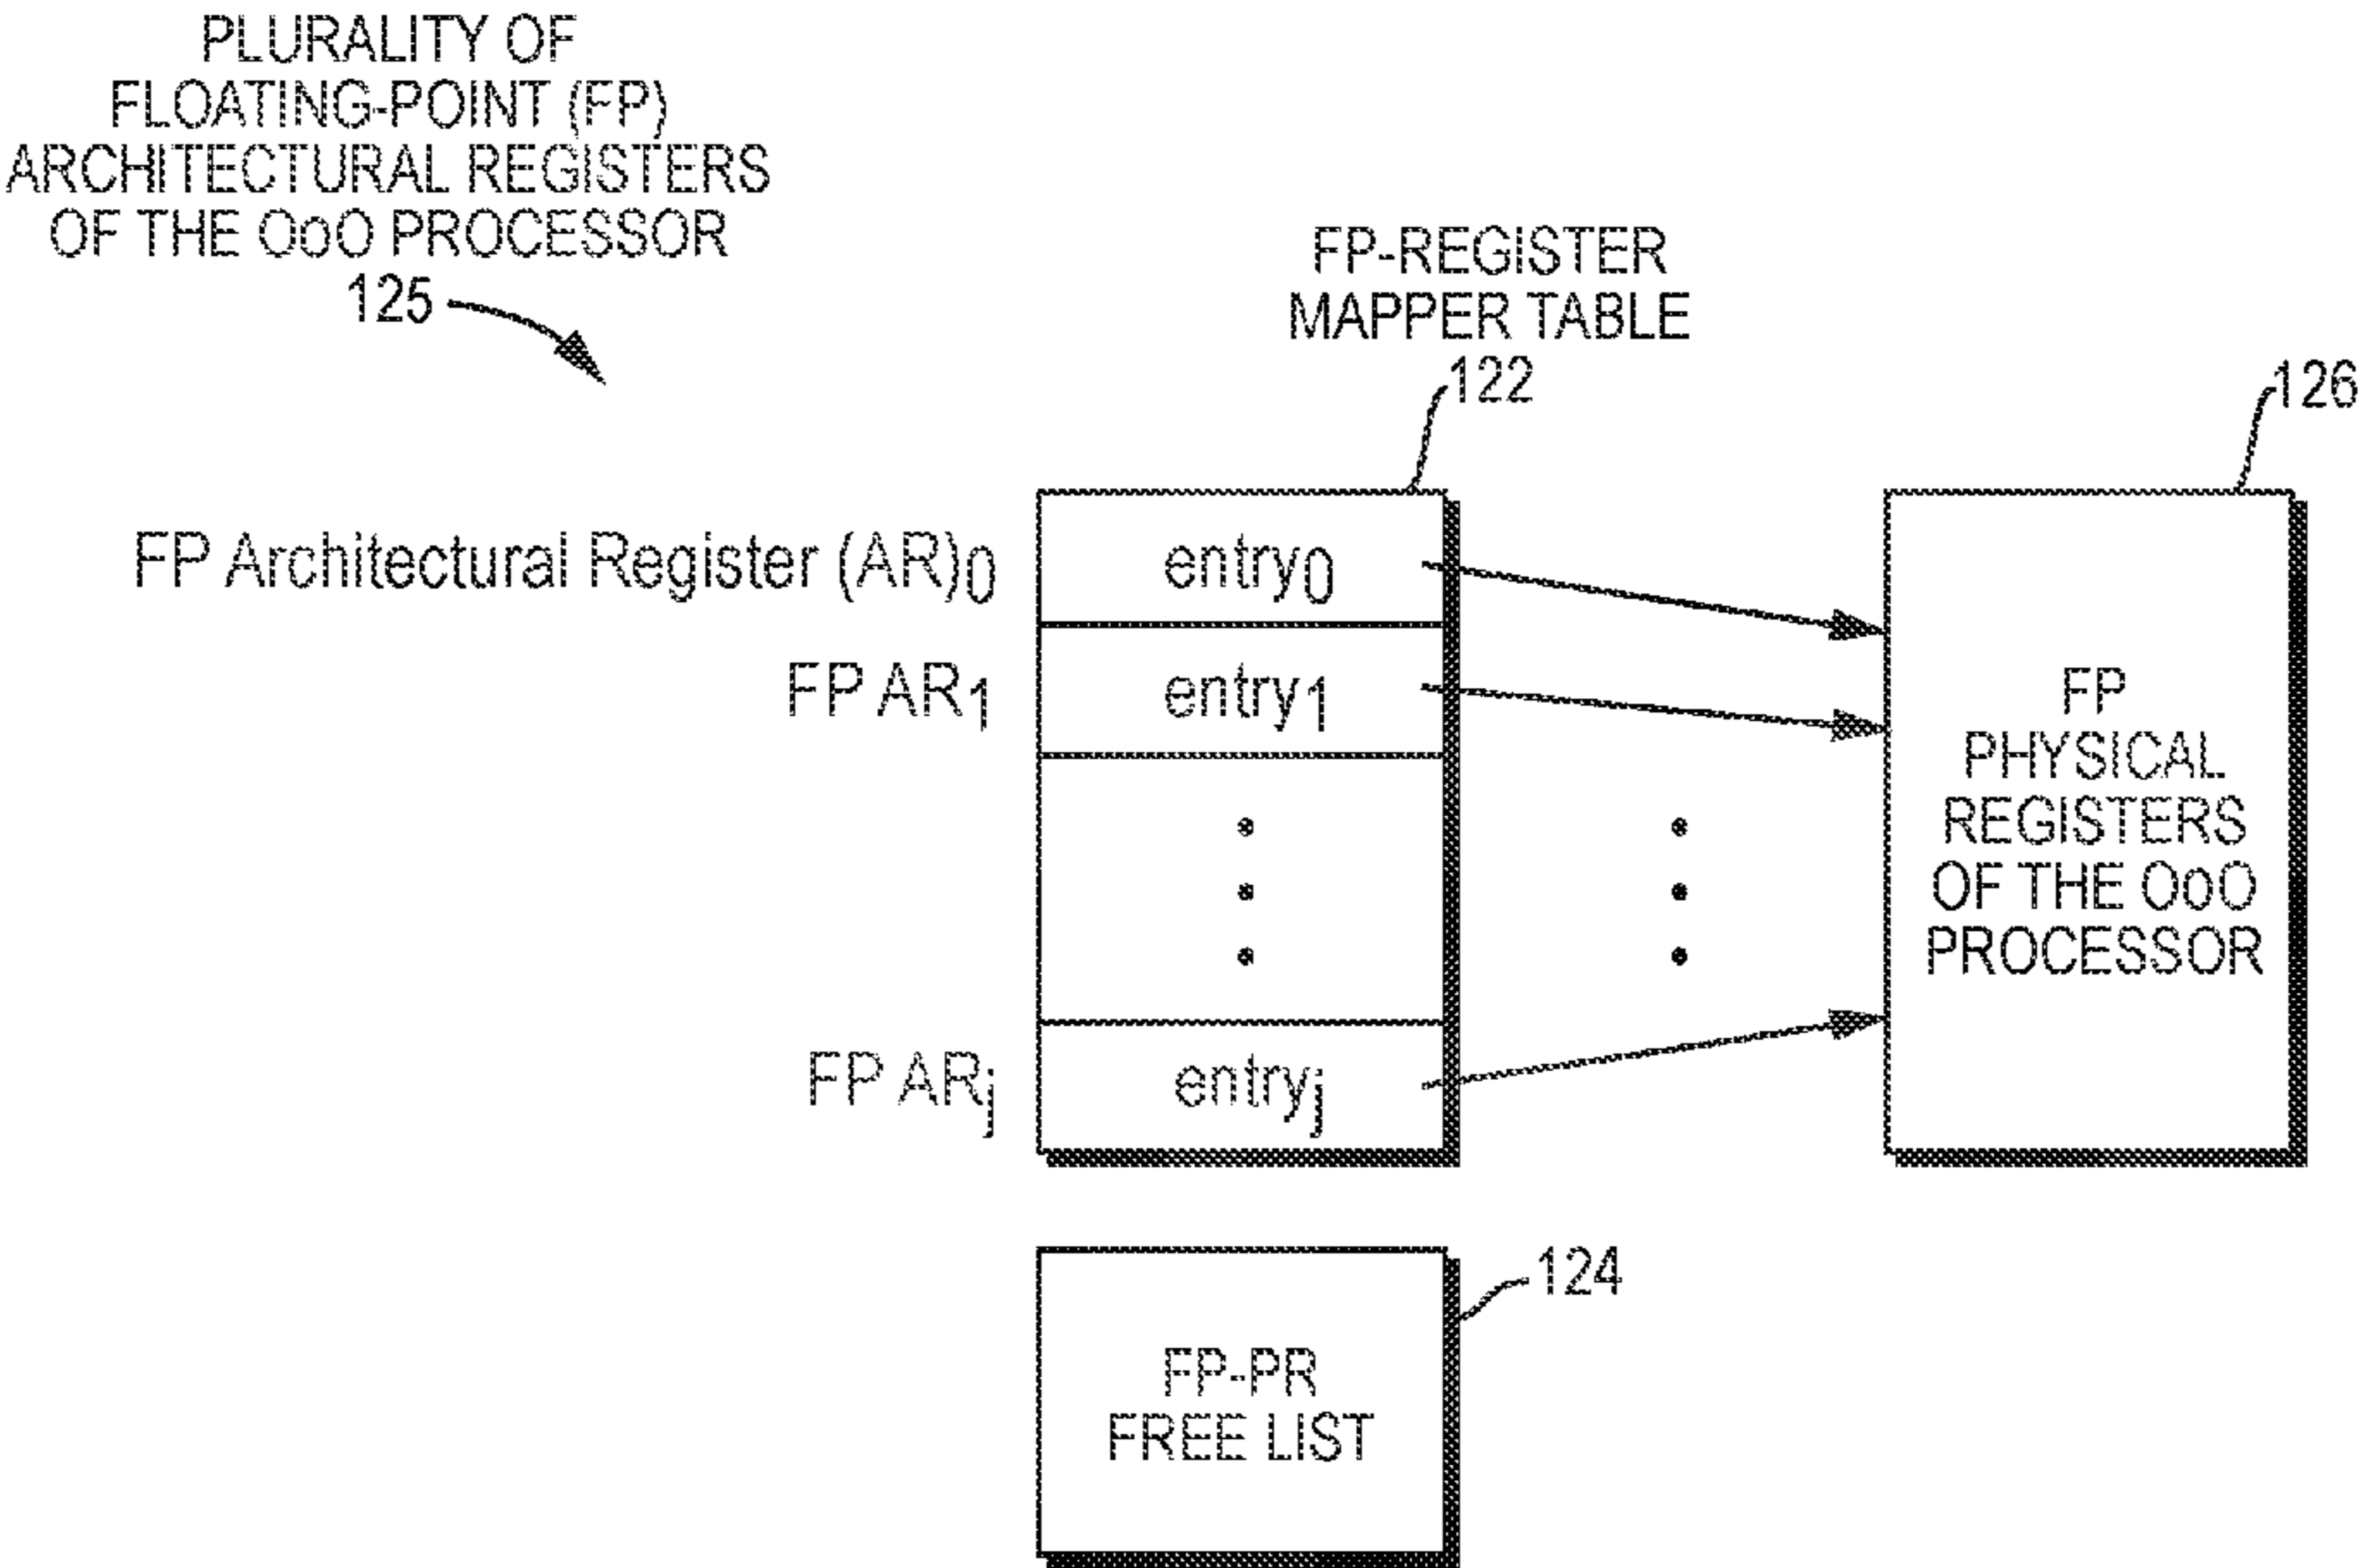 PLURALITY OF
FLOATING-POINT (FP)
ARCHITECTURAL REGISTERS
OF THE OoO PROCESSOR
125
FP-REGISTER
MAPPER TABLE
122
126
FP Architectural Register (AR)0
entry0
FP AR1
entry1
FP ARj
entryj
FP
PHYSICAL
REGISTERS
OF THE OoO
PROCESSOR
124
FP-PR
FREE LIST